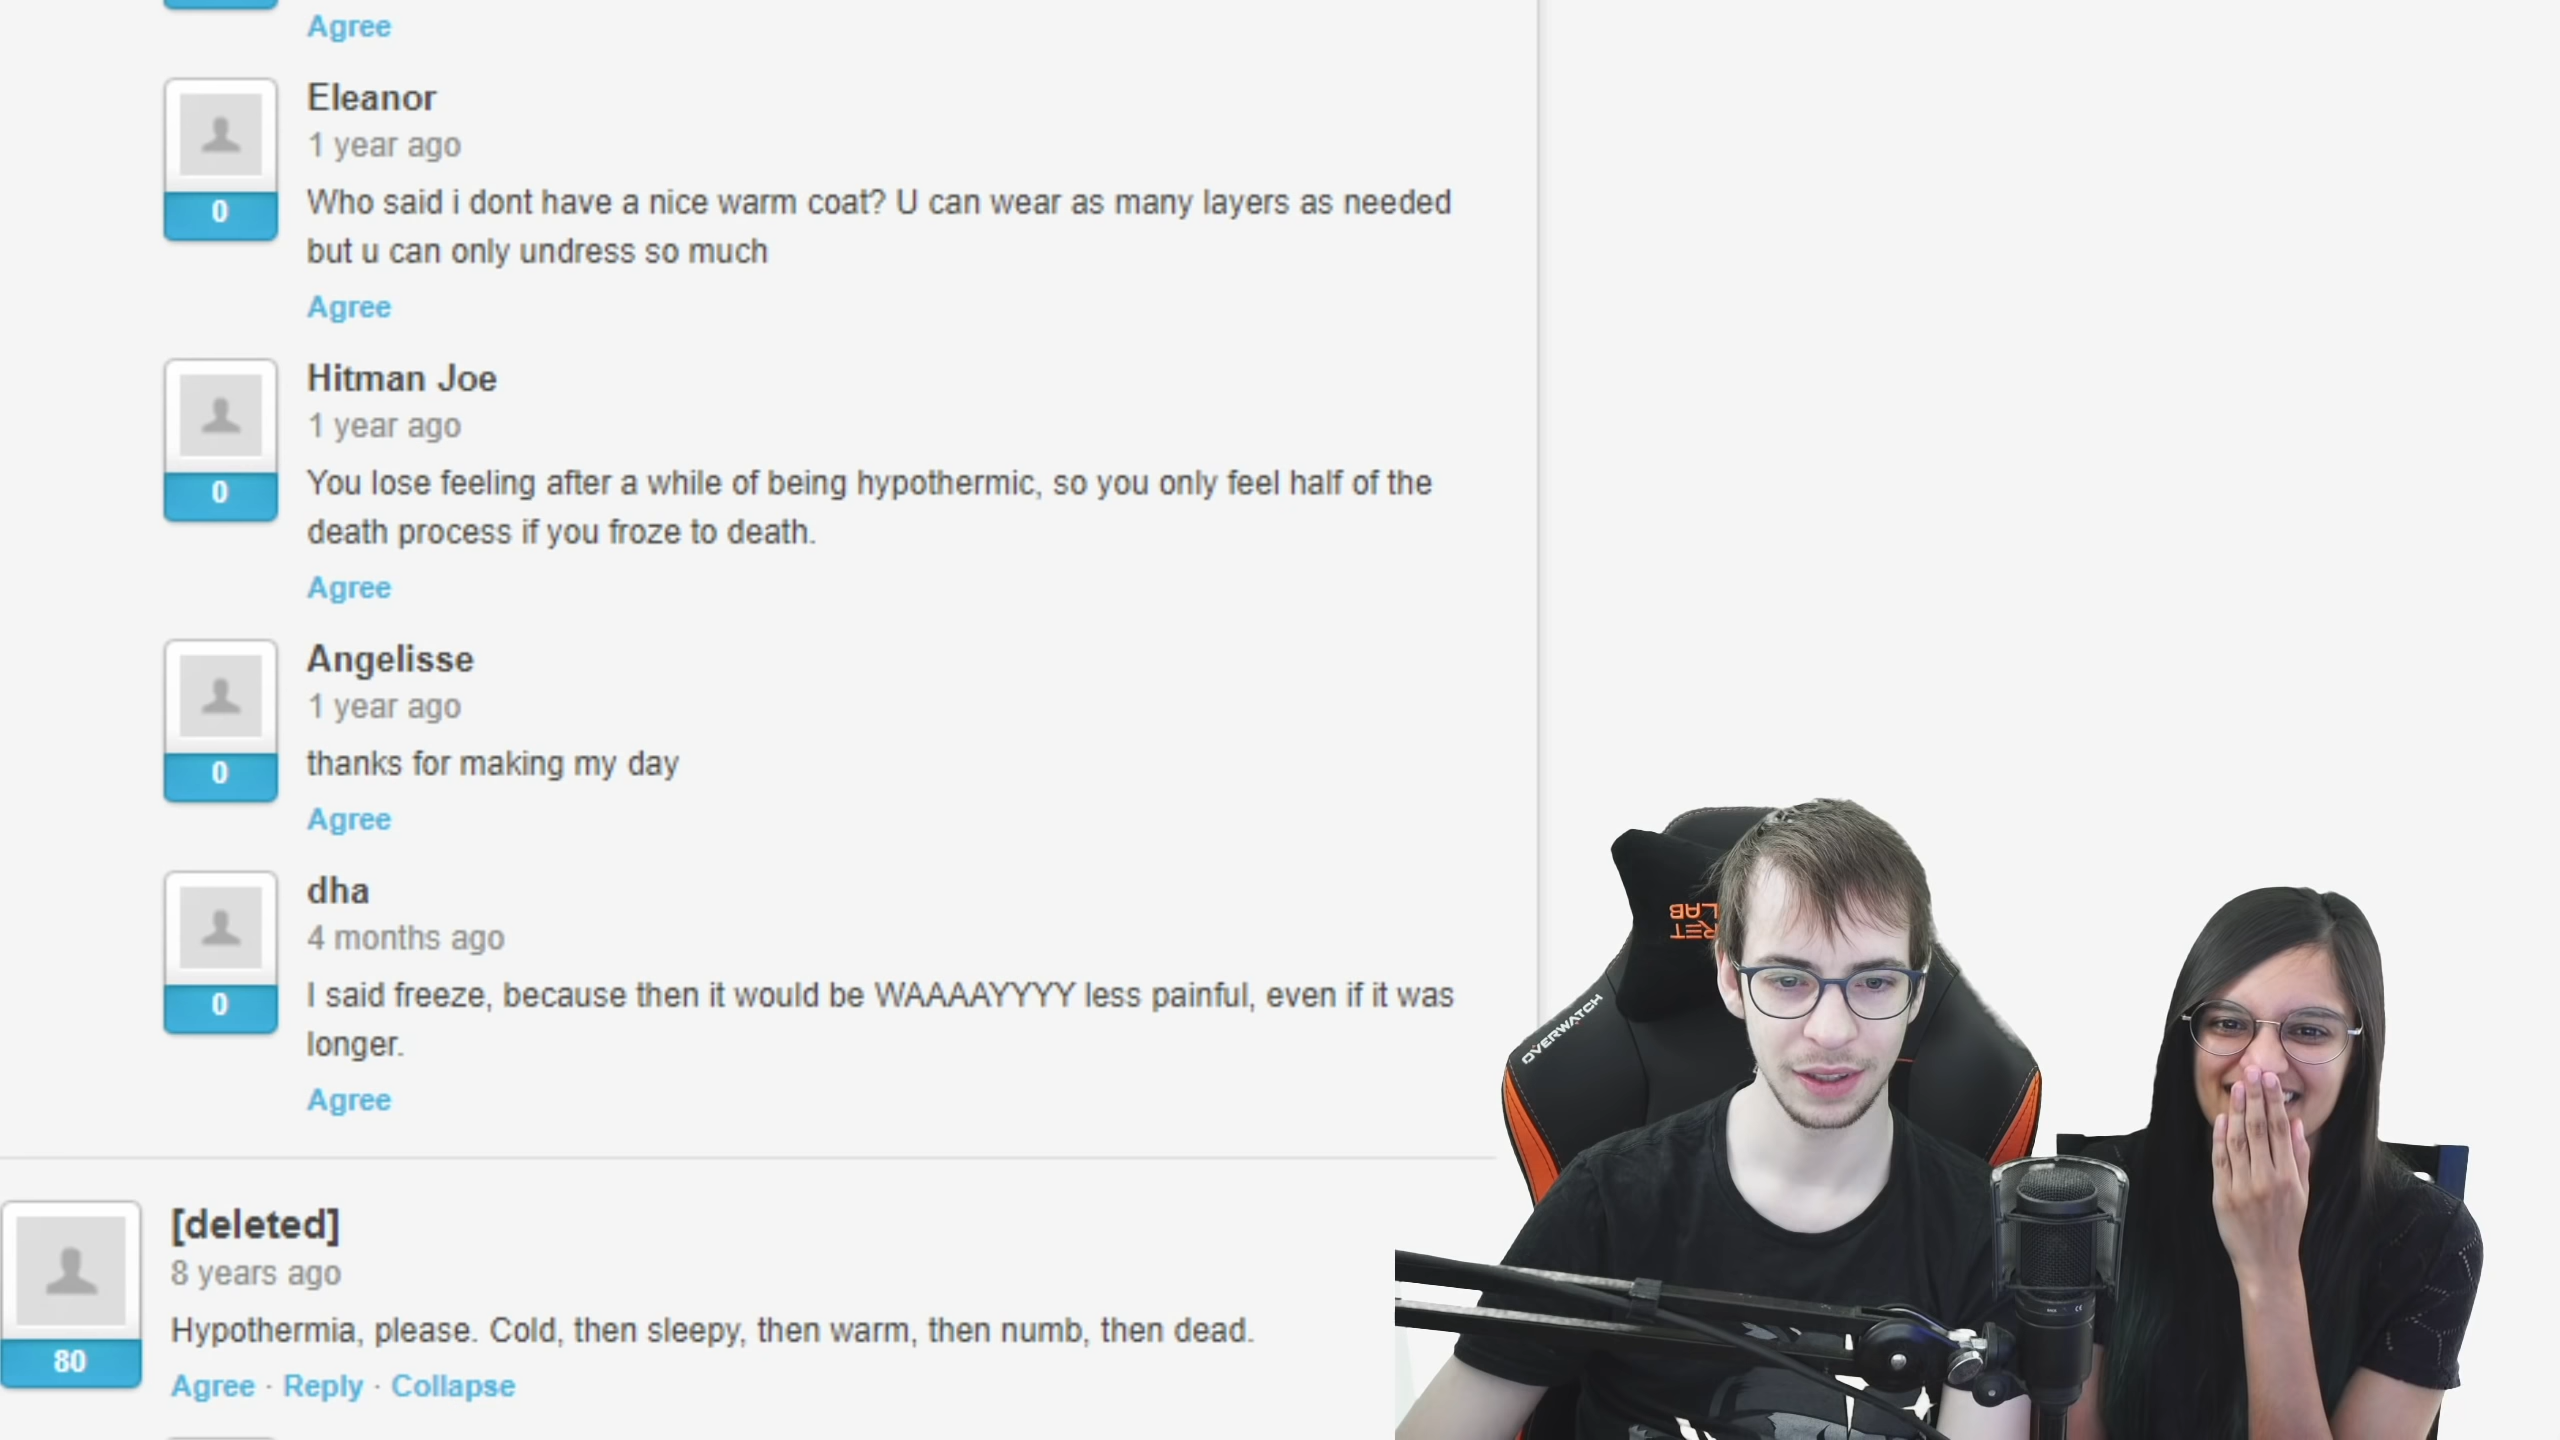 Agree
Eleanor
1 year ago
Who said i dont have a nice warm coat? U can wear as many layers as needed
but u can only undress so much
0
Agree
Hitman Joe
1 year ago
You lose feeling after a while of being hypothermic, so you only feel half of the
death process if you froze to death.
0
Agree
Angelisse
1 year ago
thanks for making my day
0
Agree
dha
4 months ago
I said freeze, because then it would be WAAAAYYYY less painful, even if it was
longer.
0
Agree
[deleted]
8 years ago
Hypothermia, please. Cold, then sleepy, then warm, then numb, then dead.
80
Agree · Reply · Collapse
RET
LAB
OVERWATCH